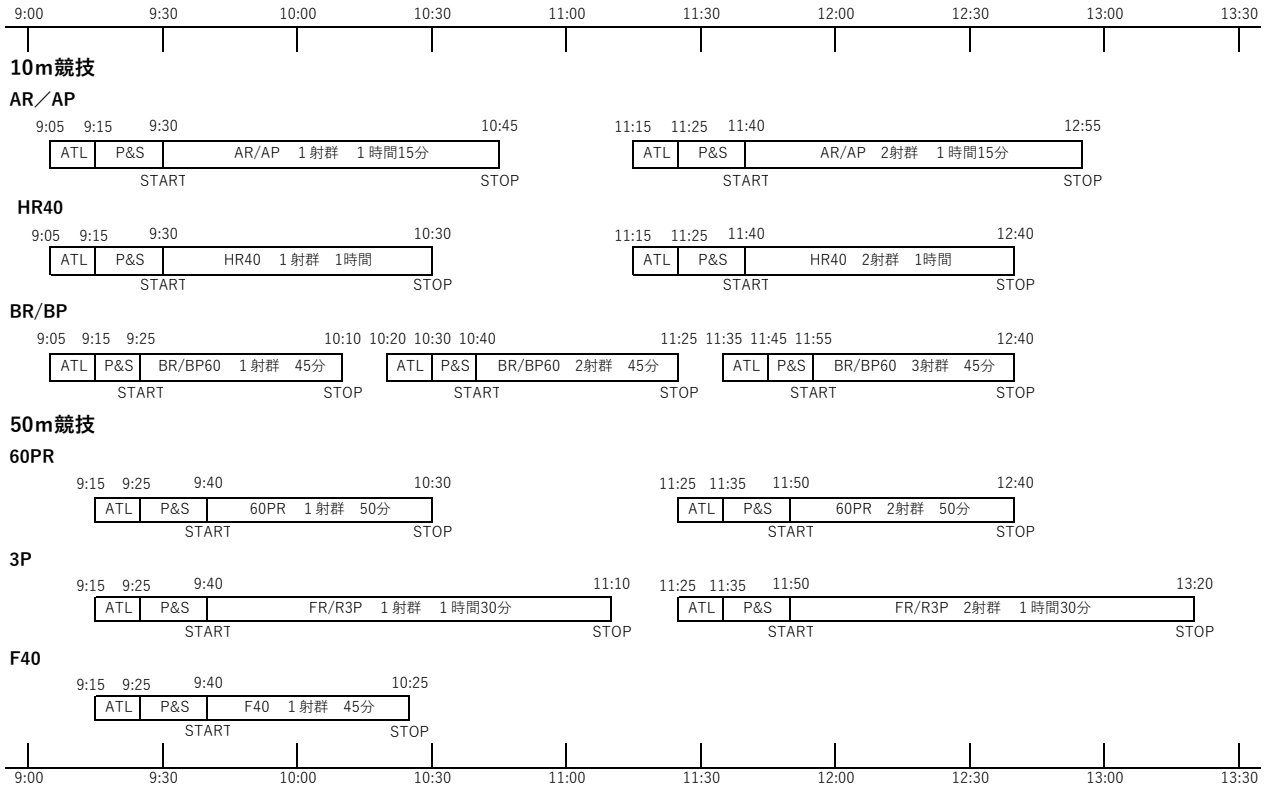 9:00 9:30 10:00 10:30 11:00 11:30 12:00 12:30 13:00 13:30
10m競技
AR／AP
9:05 9:15 9:30 10:45 11:15 11:25 11:40 12:55
ATL P&S AR/AP １射群 １時間15分 ATL P&S AR/AP 2射群 １時間15分
START STOP START STOP
HR40
9:05 9:15 9:30 10:30 11:15 11:25 11:40 12:40
ATL P&S HR40 １射群 1時間 ATL P&S HR40 2射群 1時間
START STOP START STOP
BR/BP
9:05 9:15 9:25 10:10 10:20 10:30 10:40 11:25 11:35 11:45 11:55 12:40
ATL P&S BR/BP60 １射群 45分 ATL P&S BR/BP60 2射群 45分 ATL P&S BR/BP60 3射群 45分
START STOP START STOP START STOP
50m競技
60PR
9:15 9:25 9:40 10:30 11:25 11:35 11:50 12:40
ATL P&S 60PR １射群 50分 ATL P&S 60PR 2射群 50分
START STOP START STOP
3P
9:15 9:25 9:40 11:10 11:25 11:35 11:50 13:20
ATL P&S FR/R3P １射群 １時間30分 ATL P&S FR/R3P 2射群 １時間30分
START STOP START STOP
F40
9:15 9:25 9:40 10:25
ATL P&S F40 １射群 45分
START STOP
9:00 9:30 10:00 10:30 11:00 11:30 12:00 12:30 13:00 13:30